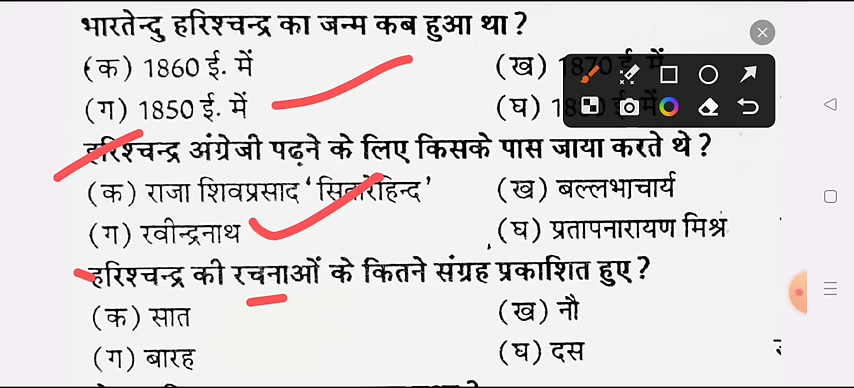 भारतेन्दु हरिश्चन्द्र का जन्म कब हुआ था ?
(क) 1860 ई. में (ख) 1870 ई. में
(ग) 1850 ई. में (घ)
हरिश्चन्द्र अंग्रेजी पढ़ने के लिए किसके पास जाया करते थे ?
(क) राजा शिवप्रसाद ‘सितारेहिन्द’ (ख) बल्लभाचार्य
(ग) रवीन्द्रनाथ (घ) प्रतापनारायण मिश्र
हरिश्चन्द्र की रचनाओं के कितने संग्रह प्रकाशित हुए ?
(क) सात (ख) नौ
(ग) बारह (घ) दस